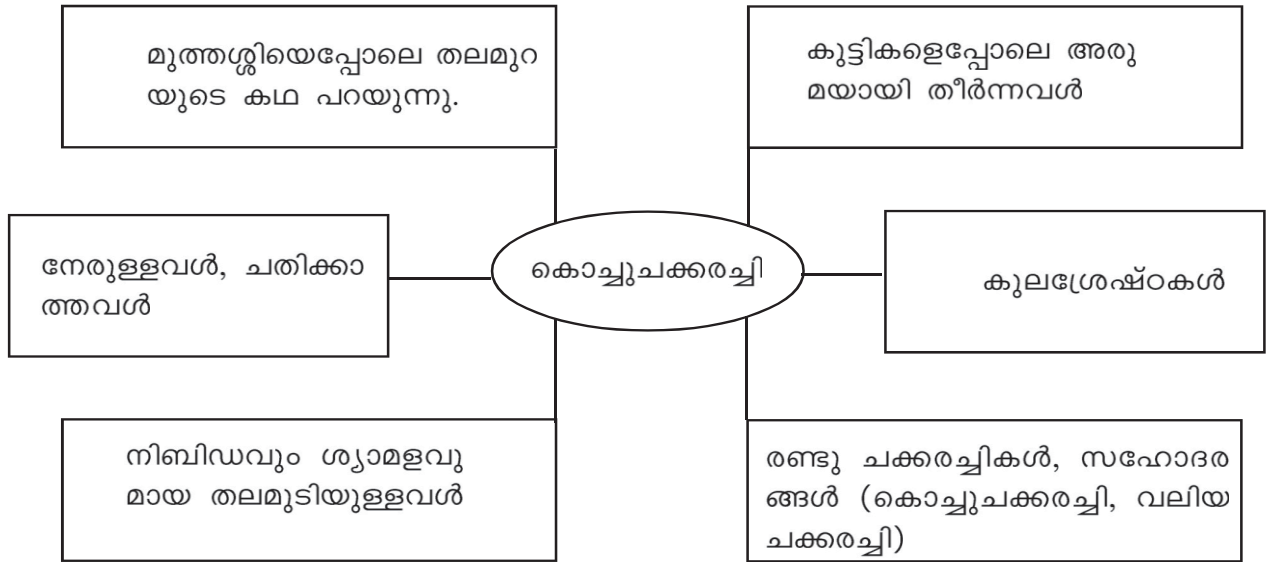 മുത്തശ്ശിയെപ്പോലെ തലമുറ
യുടെ കഥ പറയുന്നു.
കുട്ടികളെപ്പോലെ അരു
മയായി തീർന്നവൾ
നേരുള്ളവൾ, ചതിക്കാ
ത്തവൾ
കൊച്ചുചക്കരച്ചി
കുലശ്രേഷ്ഠകൾ
നിബിഡവും ശ്യാമളവു
മായ തലമുടിയുള്ളവൾ
രണ്ടു ചക്കരച്ചികൾ, സഹോദര
ങ്ങൾ (കൊച്ചുചക്കരച്ചി, വലിയ
ചക്കരച്ചി)